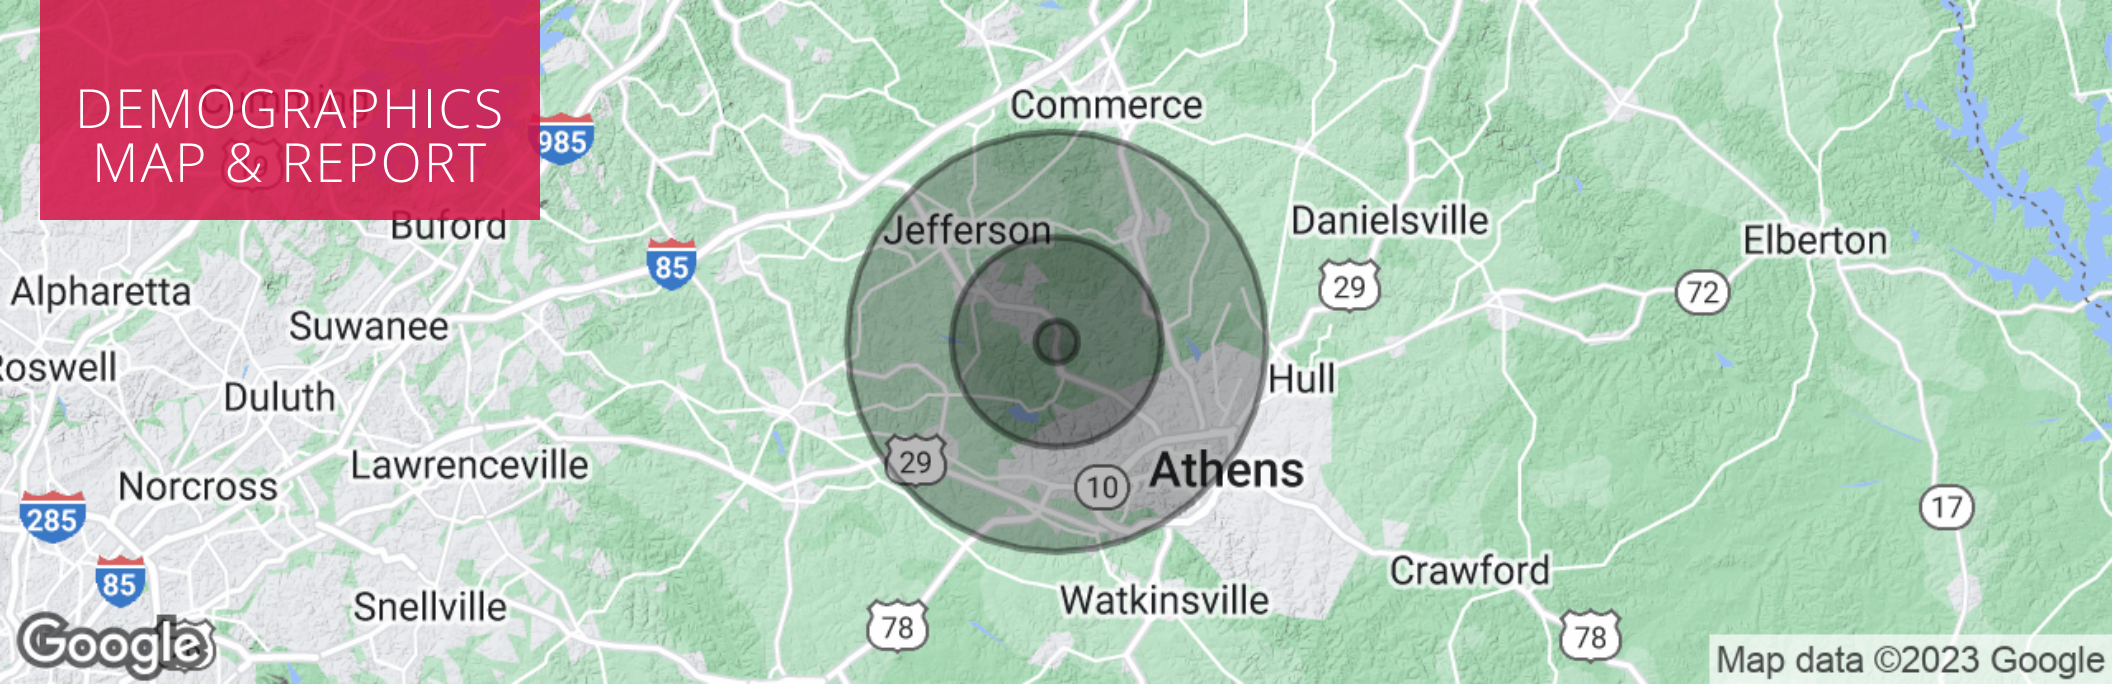 DEMOGRAPHICS
MAP & REPORT
Cumming
985
Commerce
Buford
Jefferson
Danielsville
Elberton
85
29
72
Alpharetta
Suwanee
Roswell
Duluth
Hull
Lawrenceville
29
10
Athens
Norcross
285
17
85
Crawford
Snellville
Watkinsville
78
78
Google
Map data ©2023 Google